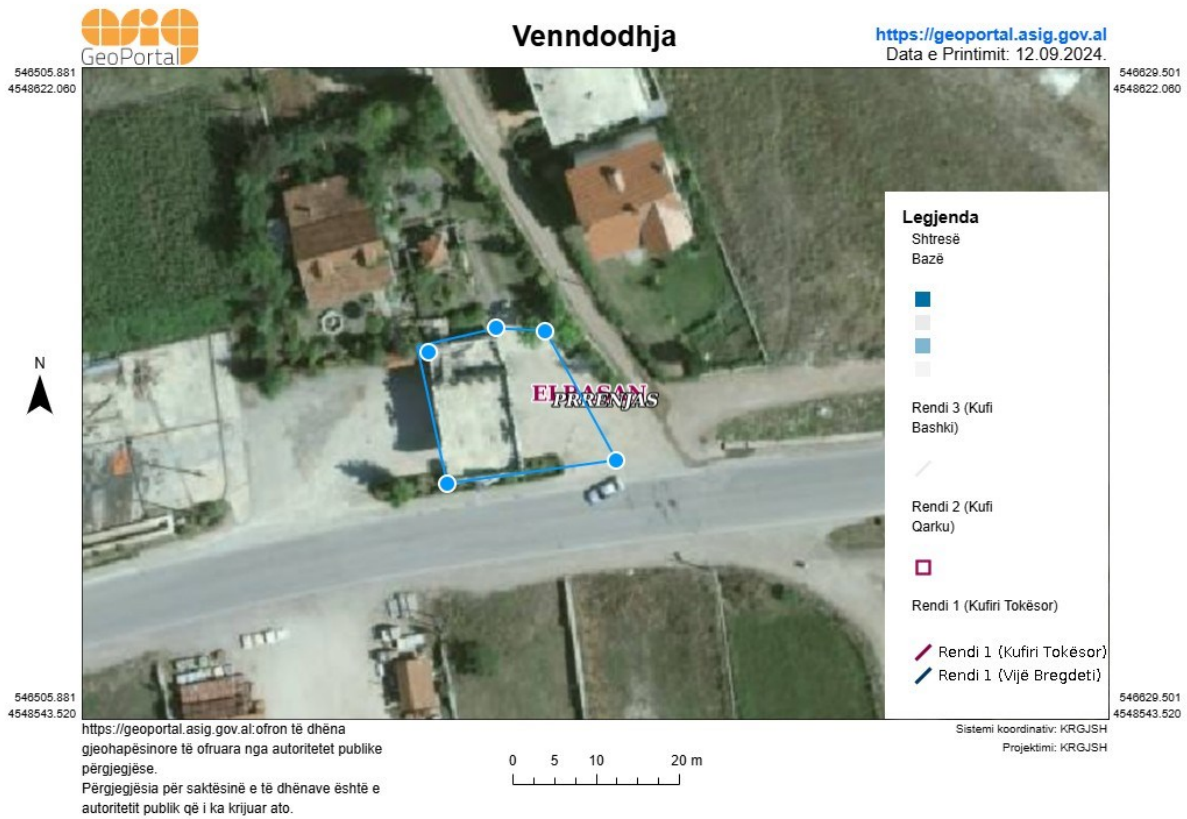 asig
GeoPortal
Venndodhja
https://geoportal.asig.gov.al
Data e Printimit: 12.09.2024.
546505.881
4548622.060
546629.501
4548622.060
Legjenda
Shtresë
Bazë
Rendi 3 (Kufi
Bashki)
Rendi 2 (Kufi
Qarku)
Rendi 1 (Kufiri Tokësor)
Rendi 1 (Kufiri Tokësor)
Rendi 1 (Vijë Bregdeti)
N
ELBASAN
PRRENJAS
546505.881
4548543.520
546629.501
4548543.520
https://geoportal.asig.gov.al:ofron të dhëna
gjeohapësinore të ofruara nga autoritetet publike
përgjegjëse.
Përgjegjësia për saktësinë e të dhënave është e
autoritetit publik që i ka krijuar ato.
0 5 10 20 m
Sistemi koordinativ: KRGJSH
Projektimi: KRGJSH